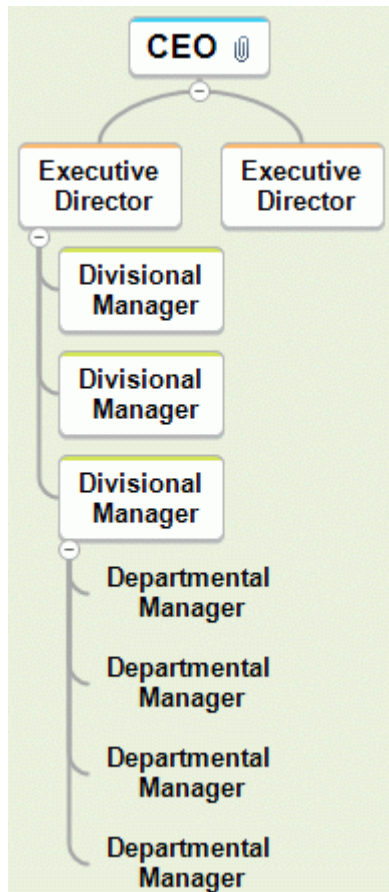 CEO
Executive
Director
Executive
Director
Divisional
Manager
Divisional
Manager
Divisional
Manager
Departmental
Manager
Departmental
Manager
Departmental
Manager
Departmental
Manager